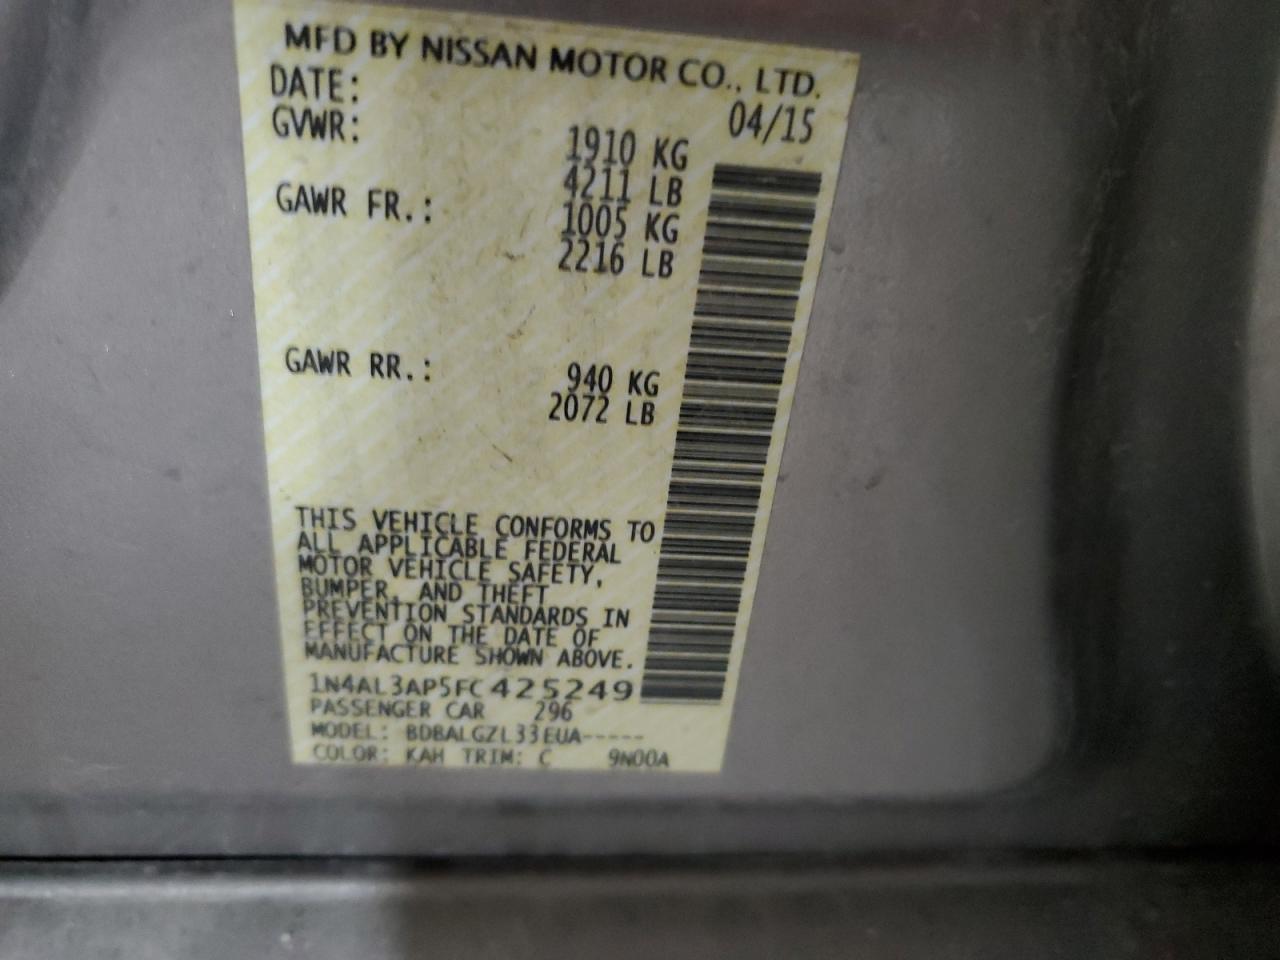 MFD BY NISSAN MOTOR CO., LTD.
DATE: 04/15
GVWR: 1910 KG
4211 LB
GAWR FR.: 1005 KG
2216 LB
GAWR RR.: 940 KG
2072 LB
THIS VEHICLE CONFORMS TO
ALL APPLICABLE FEDERAL
MOTOR VEHICLE SAFETY,
BUMPER, AND THEFT
PREVENTION STANDARDS IN
EFFECT ON THE DATE OF
MANUFACTURE SHOWN ABOVE.
1N4AL3AP5FC425249
PASSENGER CAR 296
MODEL: BDBALGZL33EUA-----
COLOR: KAH TRIM: C 9N00A